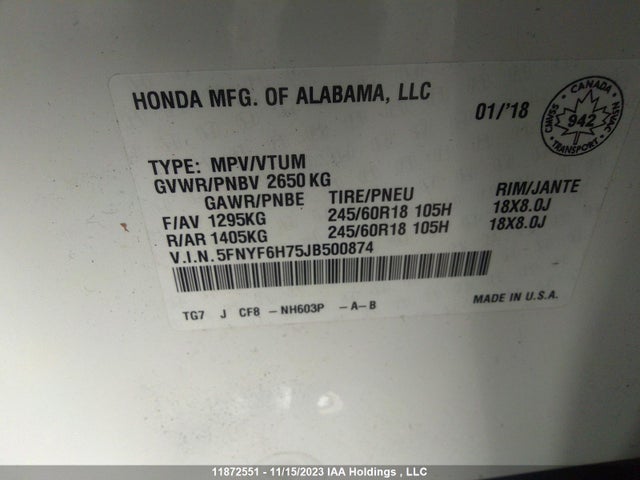 HONDA MFG. OF ALABAMA, LLC
01/'18
CANADA
CMVSS
942
NSVAC
TRANSPORT
TYPE: MPV/VTUM
GVWR/PNBV 2650 KG
GAWR/PNBE TIRE/PNEU RIM/JANTE
F/AV 1295KG 245/60R18 105H 18X8.0J
R/AR 1405KG 245/60R18 105H 18X8.0J
V.I.N. 5FNYF6H75JB500874
TG7 J CF8 - NH603P - A - B
MADE IN U.S.A.
11872551 - 11/15/2023 IAA Holdings , LLC